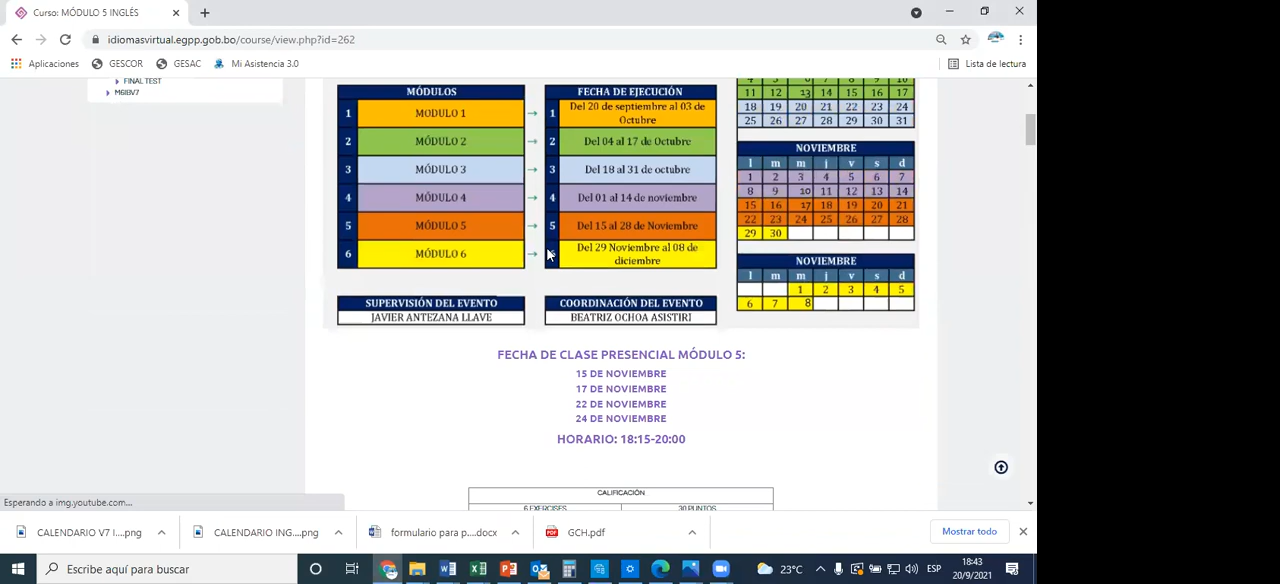 Curso: MÓDULO 5 INGLÉS
idiomasvirtual.egpp.gob.bo/course/view.php?id=262
Aplicaciones GESCOR GESAC Mi Asistencia 3.0 Lista de lectura
FINAL TEST
M6IBV7
MÓDULOS
1 MODULO 1
2 MÓDULO 2
3 MÓDULO 3
4 MÓDULO 4
5 MÓDULO 5
6 MÓDULO 6
FECHA DE EJECUCIÓN
1 Del 20 de septiembre al 03 de
Octubre
2 Del 04 al 17 de Octubre
3 Del 18 al 31 de octubre
4 Del 01 al 14 de noviembre
5 Del 15 al 28 de Noviembre
Del 29 Noviembre al 08 de
diciembre
4 5 6 7 8 9 10
11 12 13 14 15 16 17
18 19 20 21 22 23 24
25 26 27 28 29 30 31
NOVIEMBRE
l m m j v s d
1 2 3 4 5 6 7
8 9 10 11 12 13 14
15 16 17 18 19 20 21
22 23 24 25 26 27 28
29 30
NOVIEMBRE
l m m j v s d
1 2 3 4 5
6 7 8
SUPERVISIÓN DEL EVENTO
JAVIER ANTEZANA LLAVE
COORDINACIÓN DEL EVENTO
BEATRIZ OCHOA ASISTIRI
FECHA DE CLASE PRESENCIAL MÓDULO 5:
15 DE NOVIEMBRE
17 DE NOVIEMBRE
22 DE NOVIEMBRE
24 DE NOVIEMBRE
HORARIO: 18:15-20:00
CALIFICACIÓN
6 EXERCISES 30 PUNTOS
Esperando a img.youtube.com...
CALENDARIO V7 I....png CALENDARIO ING....png formulario para p....docx GCH.pdf Mostrar todo
Escribe aquí para buscar
23°C ESP
18:43
20/9/2021